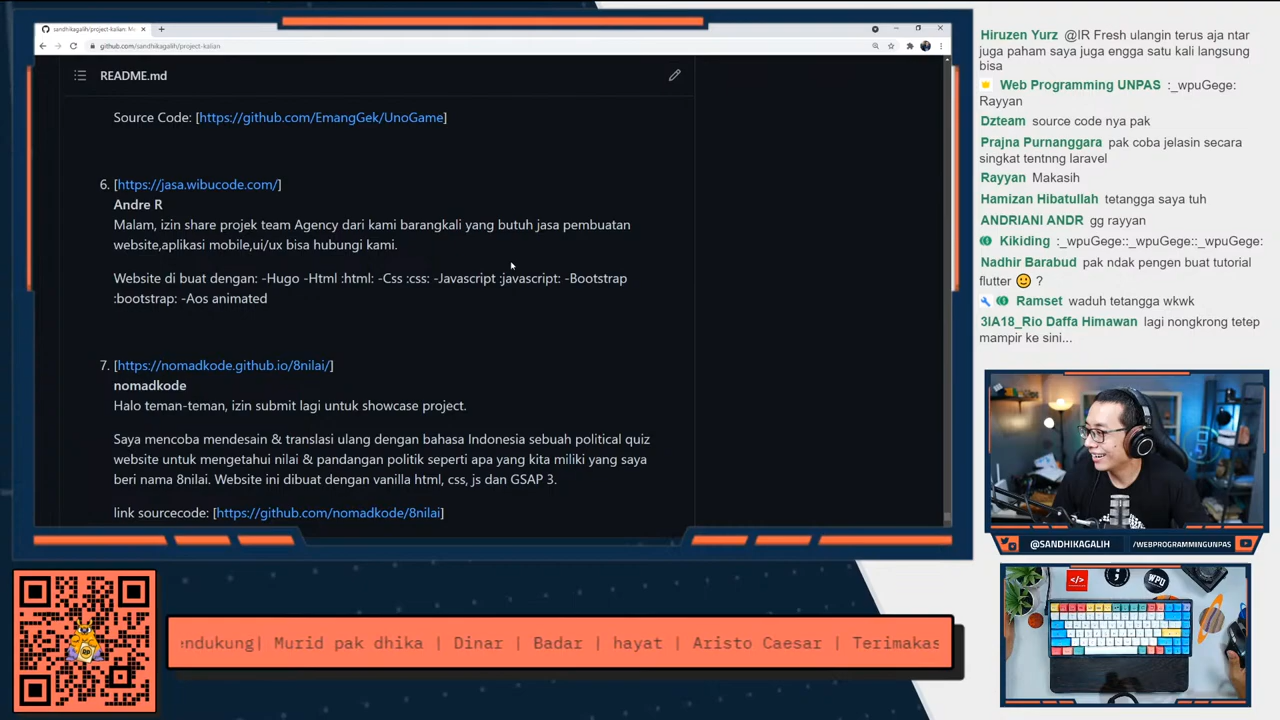 sandhikagalih/project-kalian: Me
github.com/sandhikagalih/project-kalian
README.md
Source Code: [https://github.com/EmangGek/UnoGame]
6. [https://jasa.wibucode.com/]
Andre R
Malam, izin share projek team Agency dari kami barangkali yang butuh jasa pembuatan
website,aplikasi mobile,ui/ux bisa hubungi kami.
Website di buat dengan: -Hugo -Html :html: -Css :css: -Javascript :javascript: -Bootstrap
:bootstrap: -Aos animated
7. [https://nomadkode.github.io/8nilai/]
nomadkode
Halo teman-teman, izin submit lagi untuk showcase project.
Saya mencoba mendesain & translasi ulang dengan bahasa Indonesia sebuah political quiz
website untuk mengetahui nilai & pandangan politik seperti apa yang kita miliki yang saya
beri nama 8nilai. Website ini dibuat dengan vanilla html, css, js dan GSAP 3.
link sourcecode: [https://github.com/nomadkode/8nilai]
Hiruzen Yurz @IR Fresh ulangin terus aja ntar
juga paham saya juga engga satu kali langsung
bisa
Web Programming UNPAS :_wpuGege:
Rayyan
Dzteam source code nya pak
Prajna Purnanggara pak coba jelasin secara
singkat tentnng laravel
Rayyan Makasih
Hamizan Hibatullah tetangga saya tuh
ANDRIANI ANDR gg rayyan
Kikiding :_wpuGege::_wpuGege::_wpuGege:
Nadhir Barabud pak ndak pengen buat tutorial
flutter 🙂 ?
Ramset waduh tetangga wkwk
3IA18_Rio Daffa Himawan lagi nongkrong tetep
mampir ke sini...
@SANDHIKAGALIH /WEBPROGRAMMINGUNPAS
</> ; WPU
endukung| Murid pak dhika | Dinar | Badar | hayat | Aristo Caesar | Terimakas